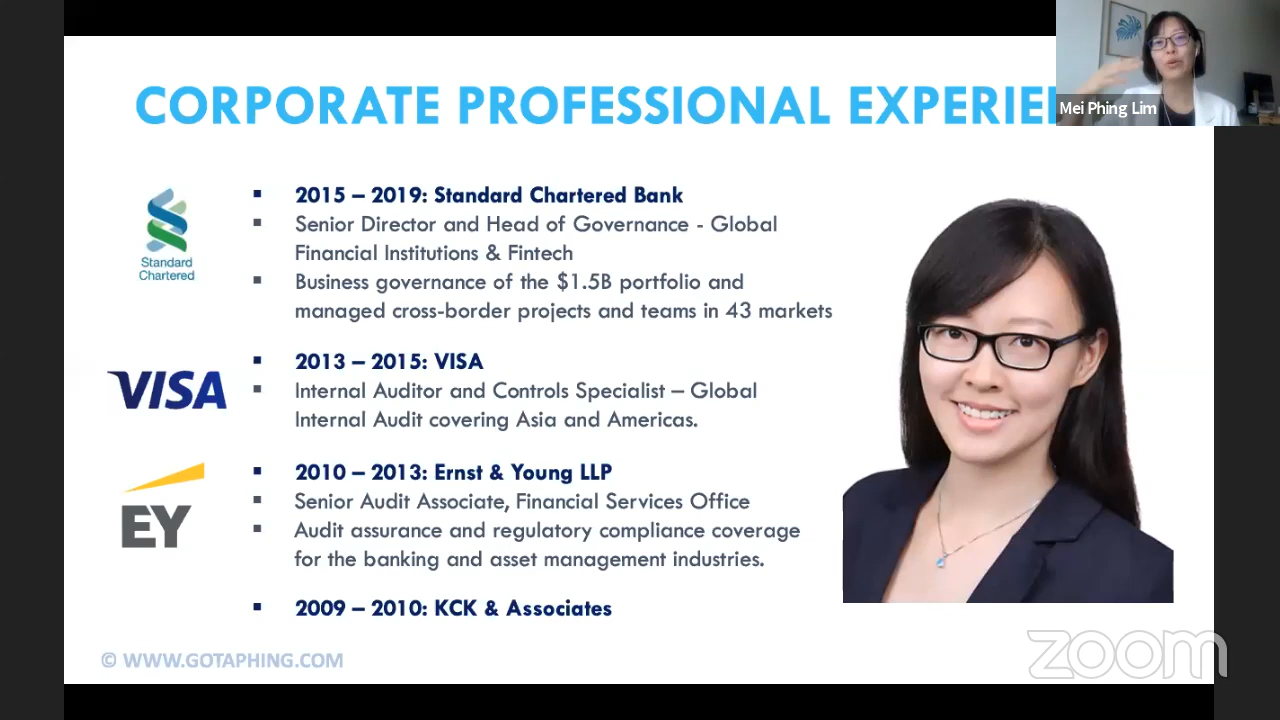 CORPORATE PROFESSIONAL EXPERIE
Mei Phing Lim
Standard
Chartered
▪ 2015 – 2019: Standard Chartered Bank
▪ Senior Director and Head of Governance - Global
Financial Institutions & Fintech
▪ Business governance of the $1.5B portfolio and
managed cross-border projects and teams in 43 markets
VISA
▪ 2013 – 2015: VISA
▪ Internal Auditor and Controls Specialist – Global
Internal Audit covering Asia and Americas.
EY
▪ 2010 – 2013: Ernst & Young LLP
▪ Senior Audit Associate, Financial Services Office
▪ Audit assurance and regulatory compliance coverage
for the banking and asset management industries.
▪ 2009 – 2010: KCK & Associates
© WWW.GOTAPHING.COM
zoom